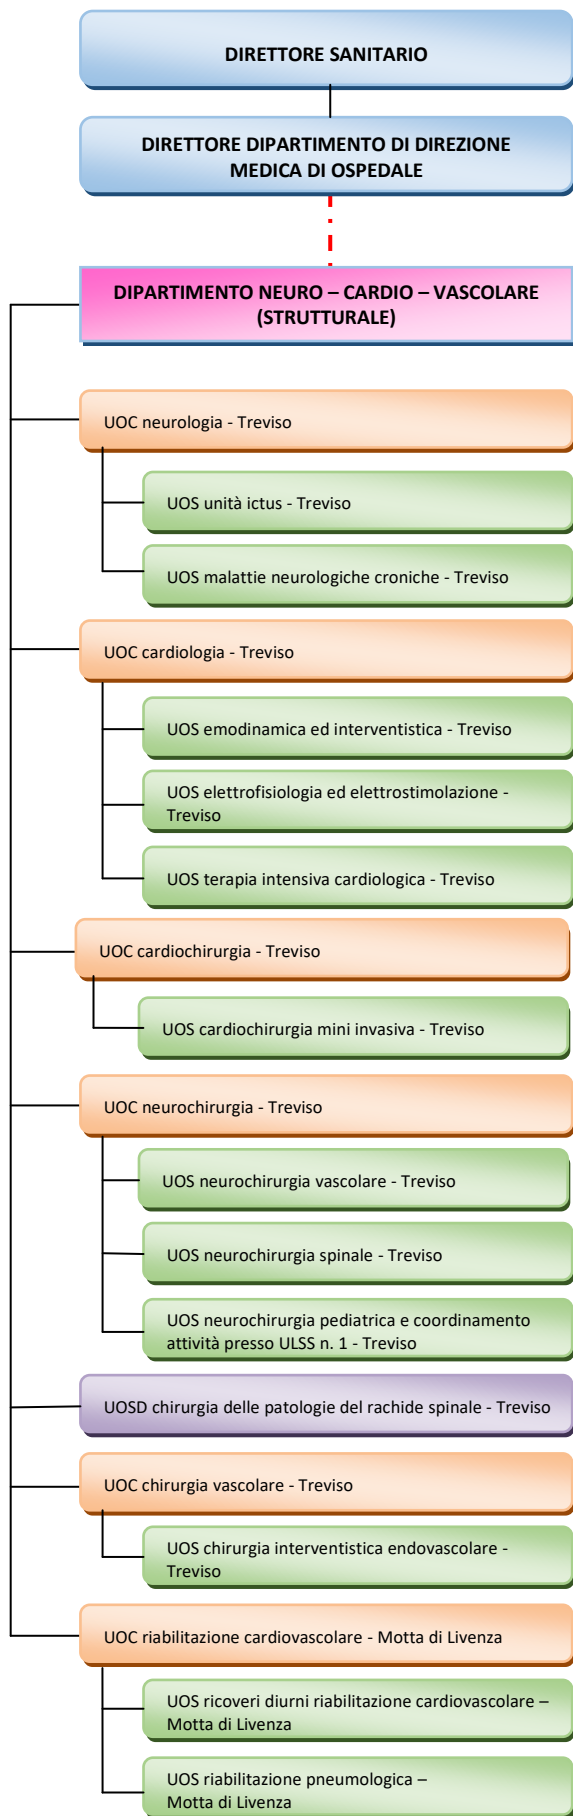 DIRETTORE SANITARIO
DIRETTORE DIPARTIMENTO DI DIREZIONE
MEDICA DI OSPEDALE
DIPARTIMENTO NEURO – CARDIO – VASCOLARE
(STRUTTURALE)
UOC neurologia - Treviso
UOS unità ictus - Treviso
UOS malattie neurologiche croniche - Treviso
UOC cardiologia - Treviso
UOS emodinamica ed interventistica - Treviso
UOS elettrofisiologia ed elettrostimolazione -
Treviso
UOS terapia intensiva cardiologica - Treviso
UOC cardiochirurgia - Treviso
UOS cardiochirurgia mini invasiva - Treviso
UOC neurochirurgia - Treviso
UOS neurochirurgia vascolare - Treviso
UOS neurochirurgia spinale - Treviso
UOS neurochirurgia pediatrica e coordinamento
attività presso ULSS n. 1 - Treviso
UOSD chirurgia delle patologie del rachide spinale - Treviso
UOC chirurgia vascolare - Treviso
UOS chirurgia interventistica endovascolare -
Treviso
UOC riabilitazione cardiovascolare - Motta di Livenza
UOS ricoveri diurni riabilitazione cardiovascolare –
Motta di Livenza
UOS riabilitazione pneumologica –
Motta di Livenza